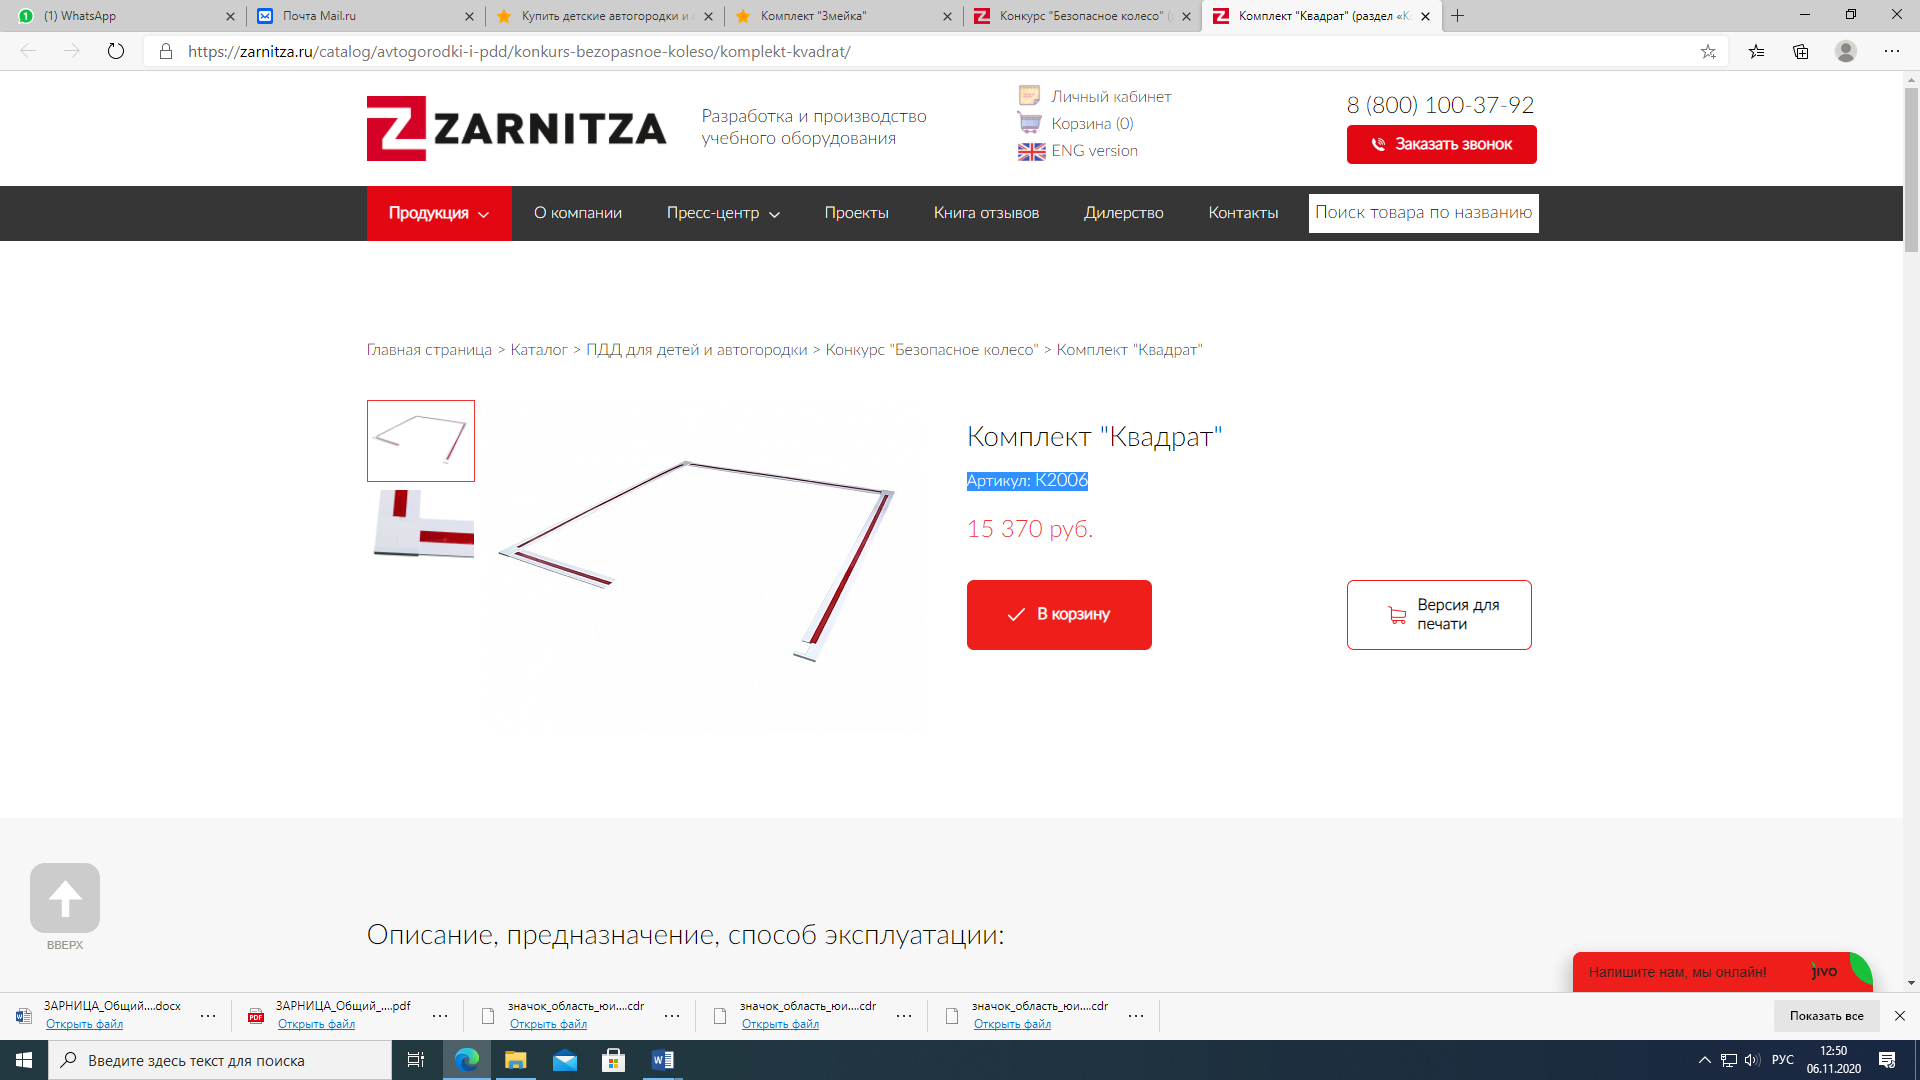 (1) WhatsApp
Почта Mail.ru
Купить детские автогородки и
Комплект "Змейка"
Конкурс "Безопасное колесо" (
Комплект "Квадрат" (раздел «К
https://zarnitza.ru/catalog/avtogorodki-i-pdd/konkurs-bezopasnoe-koleso/komplekt-kvadrat/
ZARNITZA
Разработка и производство
учебного оборудования
Личный кабинет
Корзина (0)
ENG version
8 (800) 100-37-92
Заказать звонок
Продукция
О компании
Пресс-центр
Проекты
Книга отзывов
Дилерство
Контакты
Поиск товара по названию
Главная страница > Каталог > ПДД для детей и автогородки > Конкурс "Безопасное колесо" > Комплект "Квадрат"
Комплект "Квадрат"
Артикул: К2006
15 370 руб.
В корзину
Версия для
печати
ВВЕРХ
Описание, предназначение, способ эксплуатации:
Напишите нам, мы онлайн!
jivo
ЗАРНИЦА_Общий....docx
Открыть файл
ЗАРНИЦА_Общий_....pdf
Открыть файл
значок_область_юи....cdr
Открыть файл
значок_область_юи....cdr
Открыть файл
значок_область_юи....cdr
Открыть файл
Показать все
Введите здесь текст для поиска
РУС
12:50
06.11.2020